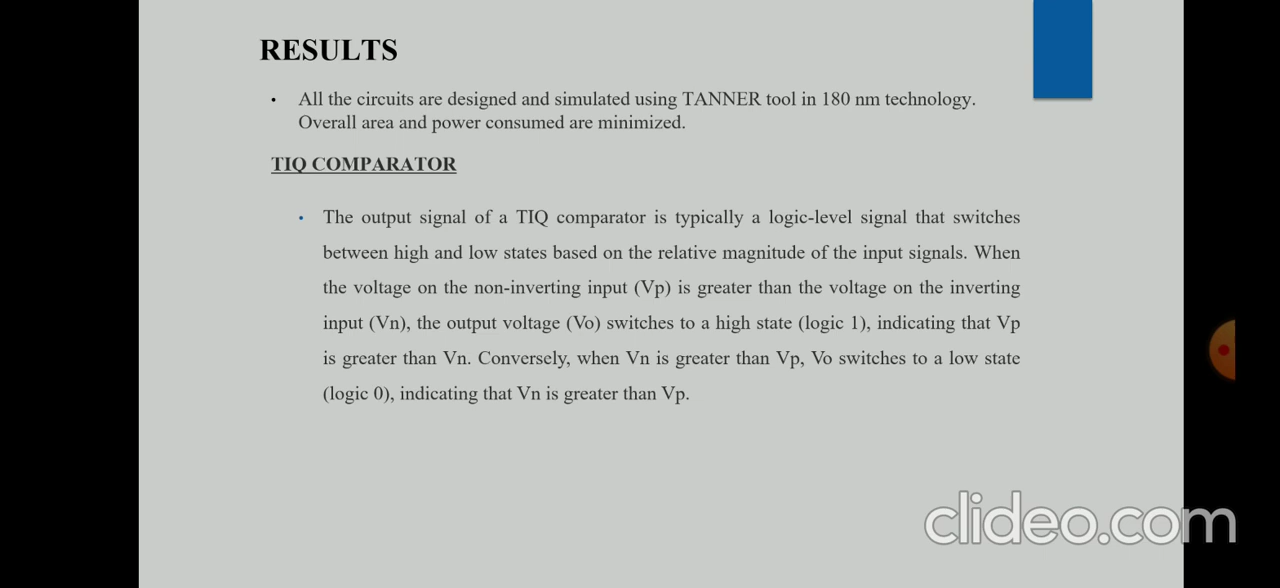 RESULTS
• All the circuits are designed and simulated using TANNER tool in 180 nm technology.
Overall area and power consumed are minimized.
TIQ COMPARATOR
• The output signal of a TIQ comparator is typically a logic-level signal that switches
between high and low states based on the relative magnitude of the input signals. When
the voltage on the non-inverting input (Vp) is greater than the voltage on the inverting
input (Vn), the output voltage (Vo) switches to a high state (logic 1), indicating that Vp
is greater than Vn. Conversely, when Vn is greater than Vp, Vo switches to a low state
(logic 0), indicating that Vn is greater than Vp.
clideo.com